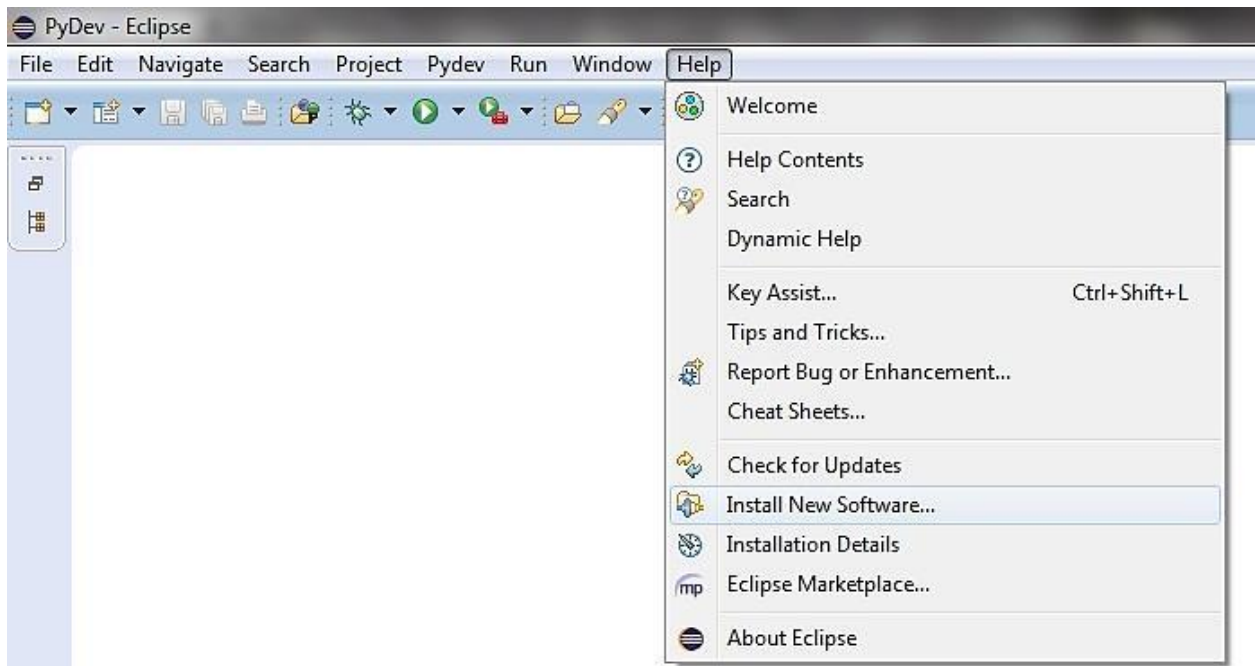 PyDev - Eclipse
File Edit Navigate Search Project Pydev Run Window Help
Welcome
Help Contents
Search
Dynamic Help
Key Assist... Ctrl+Shift+L
Tips and Tricks...
Report Bug or Enhancement...
Cheat Sheets...
Check for Updates
Install New Software...
Installation Details
mp Eclipse Marketplace...
About Eclipse